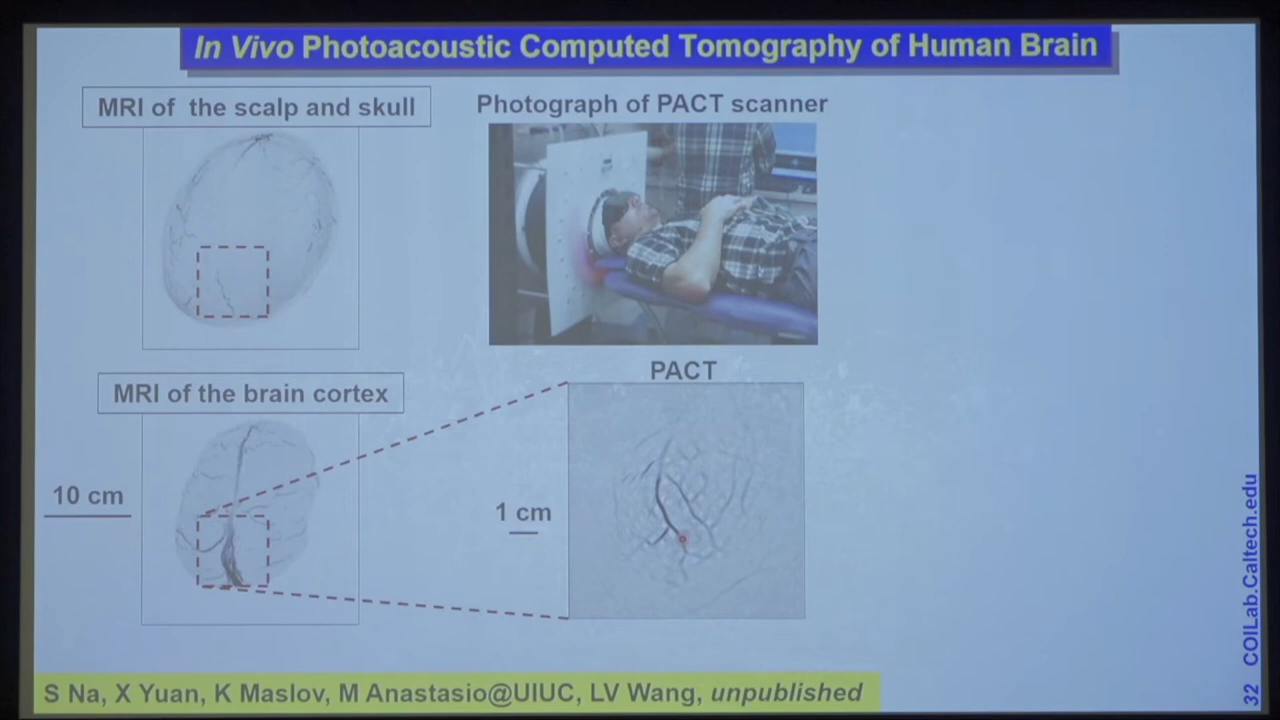 In Vivo Photoacoustic Computed Tomography of Human Brain
MRI of the scalp and skull
Photograph of PACT scanner
PACT
MRI of the brain cortex
10 cm
1 cm
S Na, X Yuan, K Maslov, M Anastasio@UIUC, LV Wang, unpublished
32 COILab.Caltech.edu